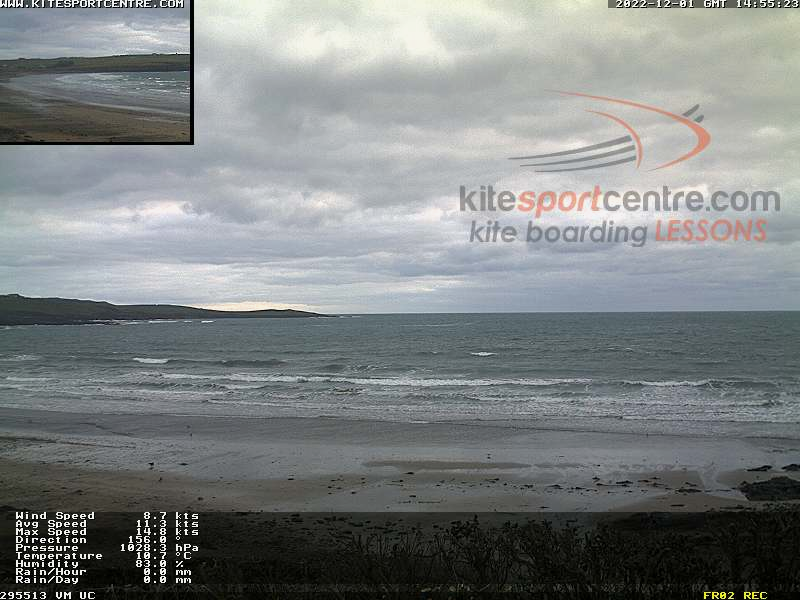 WWW.KITESPORTCENTRE.COM
2022-12-01 GMT 14:55:23
kitesportcentre.com
kite boarding LESSONS
Wind Speed 8.7 kts
Avg Speed 11.3 kts
Max Speed 14.8 kts
Direction 156.0 °
Pressure 1028.3 hPa
Temperature 10.7 °C
Humidity 83.0 %
Rain/Hour 0.0 mm
Rain/Day 0.0 mm
295513 VM UC
FR02 REC